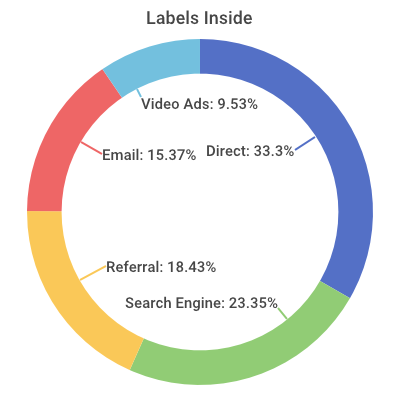 Labels Inside
Video Ads: 9.53%
Email: 15.37%
Direct: 33.3%
Referral: 18.43%
Search Engine: 23.35%